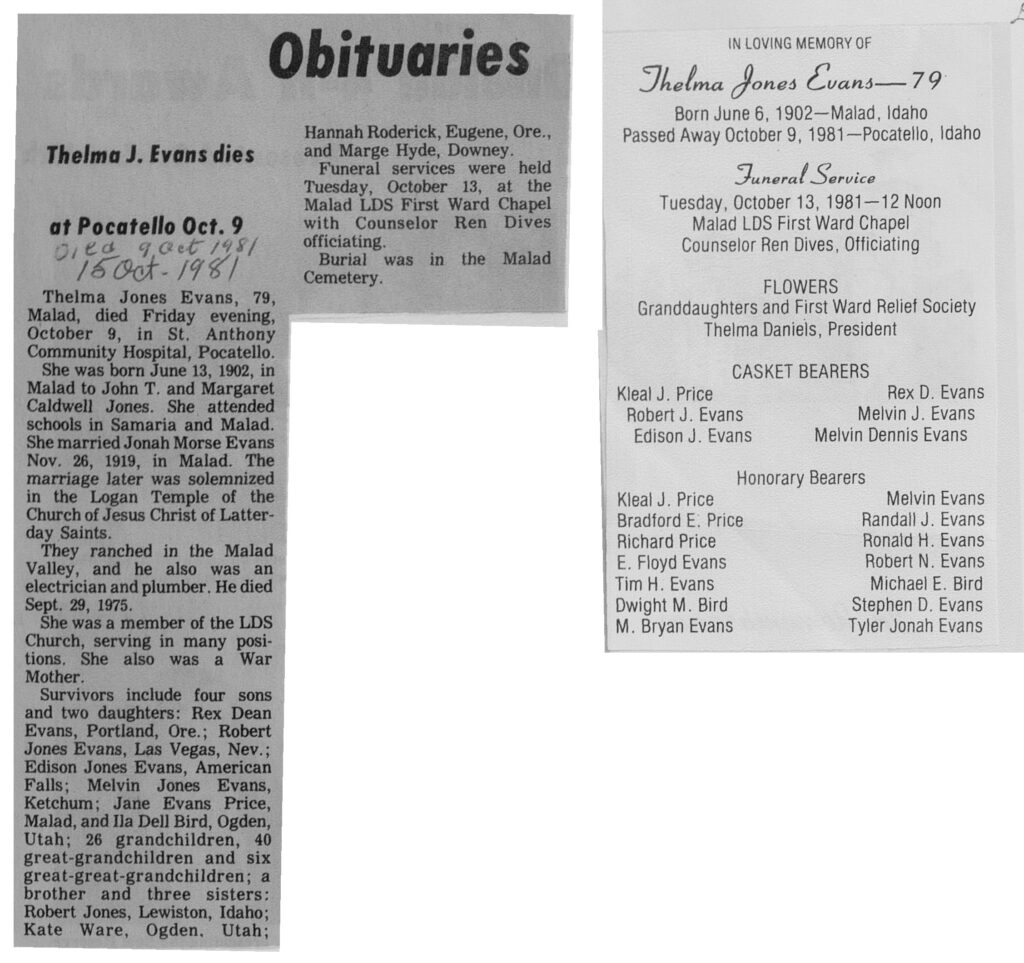 Obituaries
Thelma J. Evans dies
at Pocatello Oct. 9
Died 9 Oct 1981
15 Oct - 1981
Thelma Jones Evans, 79,
Malad, died Friday evening,
October 9, in St. Anthony
Community Hospital, Pocatello.
She was born June 13, 1902, in
Malad to John T. and Margaret
Caldwell Jones. She attended
schools in Samaria and Malad.
She married Jonah Morse Evans
Nov. 26, 1919, in Malad. The
marriage later was solemnized
in the Logan Temple of the
Church of Jesus Christ of Latter-
day Saints.
They ranched in the Malad
Valley, and he also was an
electrician and plumber. He died
Sept. 29, 1975.
She was a member of the LDS
Church, serving in many posi-
tions. She also was a War
Mother.
Survivors include four sons
and two daughters: Rex Dean
Evans, Portland, Ore.; Robert
Jones Evans, Las Vegas, Nev.;
Edison Jones Evans, American
Falls; Melvin Jones Evans,
Ketchum; Jane Evans Price,
Malad, and Ila Dell Bird, Ogden,
Utah; 26 grandchildren, 40
great-grandchildren and six
great-great-grandchildren; a
brother and three sisters:
Robert Jones, Lewiston, Idaho;
Kate Ware, Ogden, Utah;
Hannah Roderick, Eugene, Ore.,
and Marge Hyde, Downey.
Funeral services were held
Tuesday, October 13, at the
Malad LDS First Ward Chapel
with Counselor Ren Dives
officiating.
Burial was in the Malad
Cemetery.
IN LOVING MEMORY OF
Thelma Jones Evans—79
Born June 6, 1902—Malad, Idaho
Passed Away October 9, 1981—Pocatello, Idaho
Funeral Service
Tuesday, October 13, 1981—12 Noon
Malad LDS First Ward Chapel
Counselor Ren Dives, Officiating
FLOWERS
Granddaughters and First Ward Relief Society
Thelma Daniels, President
CASKET BEARERS
Kleal J. Price Rex D. Evans
Robert J. Evans Melvin J. Evans
Edison J. Evans Melvin Dennis Evans
Honorary Bearers
Kleal J. Price Melvin Evans
Bradford E. Price Randall J. Evans
Richard Price Ronald H. Evans
E. Floyd Evans Robert N. Evans
Tim H. Evans Michael E. Bird
Dwight M. Bird Stephen D. Evans
M. Bryan Evans Tyler Jonah Evans